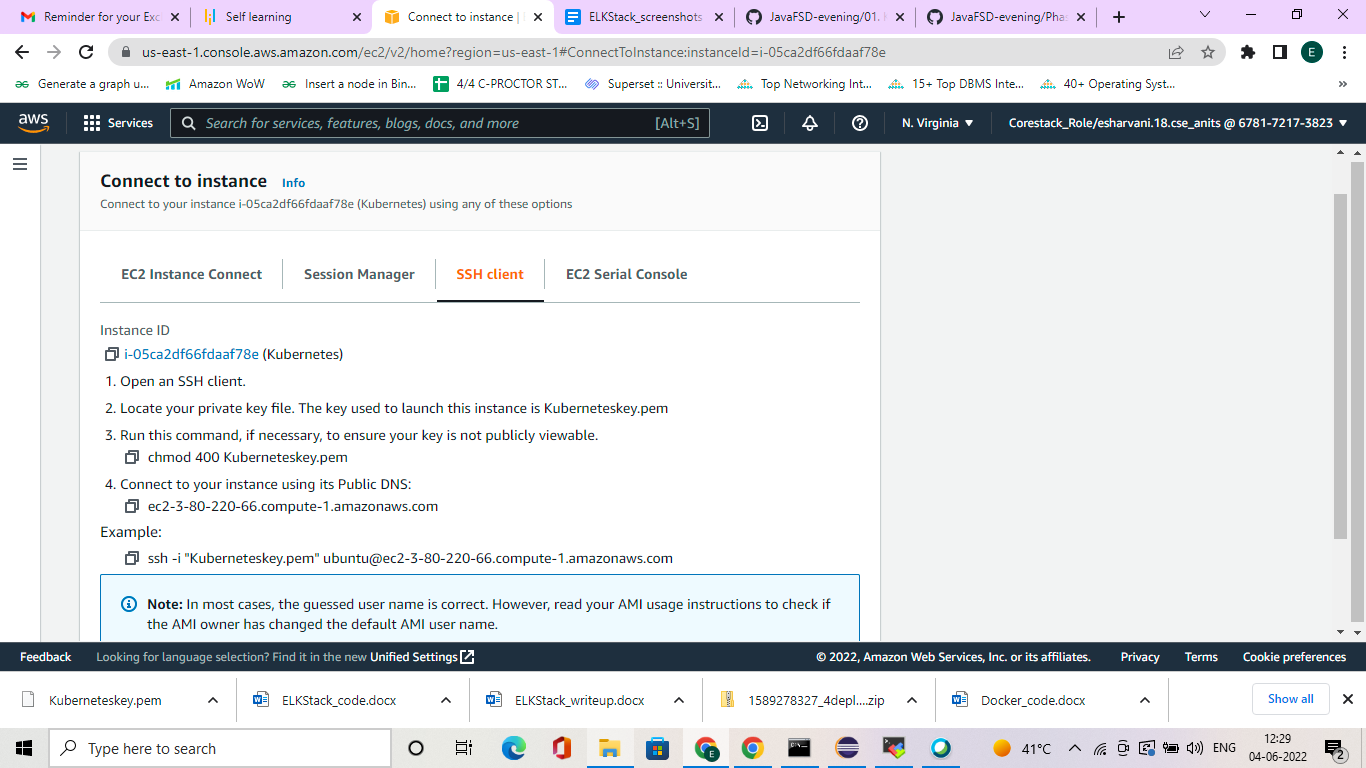 Reminder for your Exc
Self learning
Connect to instance |
ELKStack_screenshots
JavaFSD-evening/01.
JavaFSD-evening/Pha
us-east-1.console.aws.amazon.com/ec2/v2/home?region=us-east-1#ConnectToInstance:instanceId=i-05ca2df66fdaaf78e
E
Generate a graph u...
Amazon WoW
Insert a node in Bin...
4/4 C-PROCTOR ST...
Superset :: Universit...
Top Networking Int...
15+ Top DBMS Inte...
40+ Operating Syst...
»
aws
Services
Search for services, features, blogs, docs, and more
[Alt+S]
N. Virginia
Corestack_Role/esharvani.18.cse_anits @ 6781-7217-3823
Connect to instance Info
Connect to your instance i-05ca2df66fdaaf78e (Kubernetes) using any of these options
EC2 Instance Connect
Session Manager
SSH client
EC2 Serial Console
Instance ID
i-05ca2df66fdaaf78e (Kubernetes)
1. Open an SSH client.
2. Locate your private key file. The key used to launch this instance is Kuberneteskey.pem
3. Run this command, if necessary, to ensure your key is not publicly viewable.
chmod 400 Kuberneteskey.pem
4. Connect to your instance using its Public DNS:
ec2-3-80-220-66.compute-1.amazonaws.com
Example:
ssh -i "Kuberneteskey.pem" ubuntu@ec2-3-80-220-66.compute-1.amazonaws.com
Note: In most cases, the guessed user name is correct. However, read your AMI usage instructions to check if
the AMI owner has changed the default AMI user name.
Feedback
Looking for language selection? Find it in the new Unified Settings
© 2022, Amazon Web Services, Inc. or its affiliates.
Privacy
Terms
Cookie preferences
Kuberneteskey.pem
ELKStack_code.docx
ELKStack_writeup.docx
1589278327_4depl....zip
Docker_code.docx
Show all
Type here to search
E
41°C
ENG
12:29
04-06-2022
2